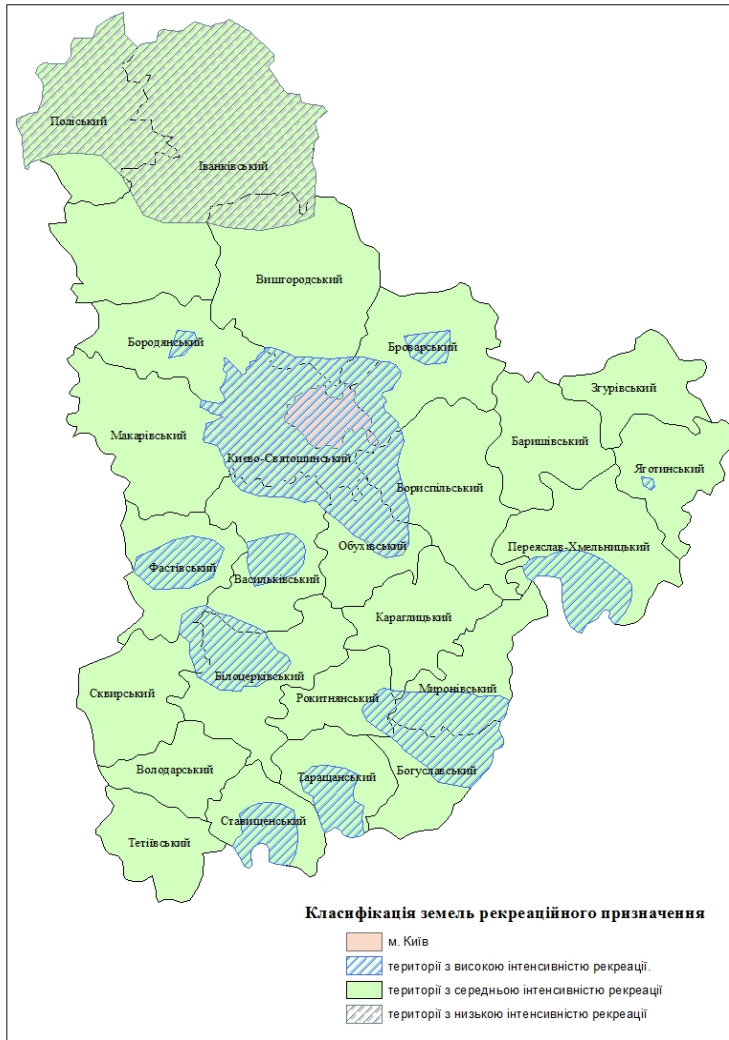 Поліський
Іванківський
Вишгородський
Бородянський
Броварський
Згурівський
Макарівський
Баришівський
Києво-Святошинський
Яготинський
Бориспільський
Обухівський
Переяслав-Хмельницький
Фастівський
Васильківський
Караглицький
Білоцерківський
Сквирський
Рокитнянський
Миронівський
Володарський
Таращанський
Богуславський
Ставищенський
Тетіївський
Класифікація земель рекреаційного призначення
м. Київ
території з високою інтенсивністю рекреації.
території з середньою інтенсивністю рекреації
території з низькою інтенсивністю рекреації